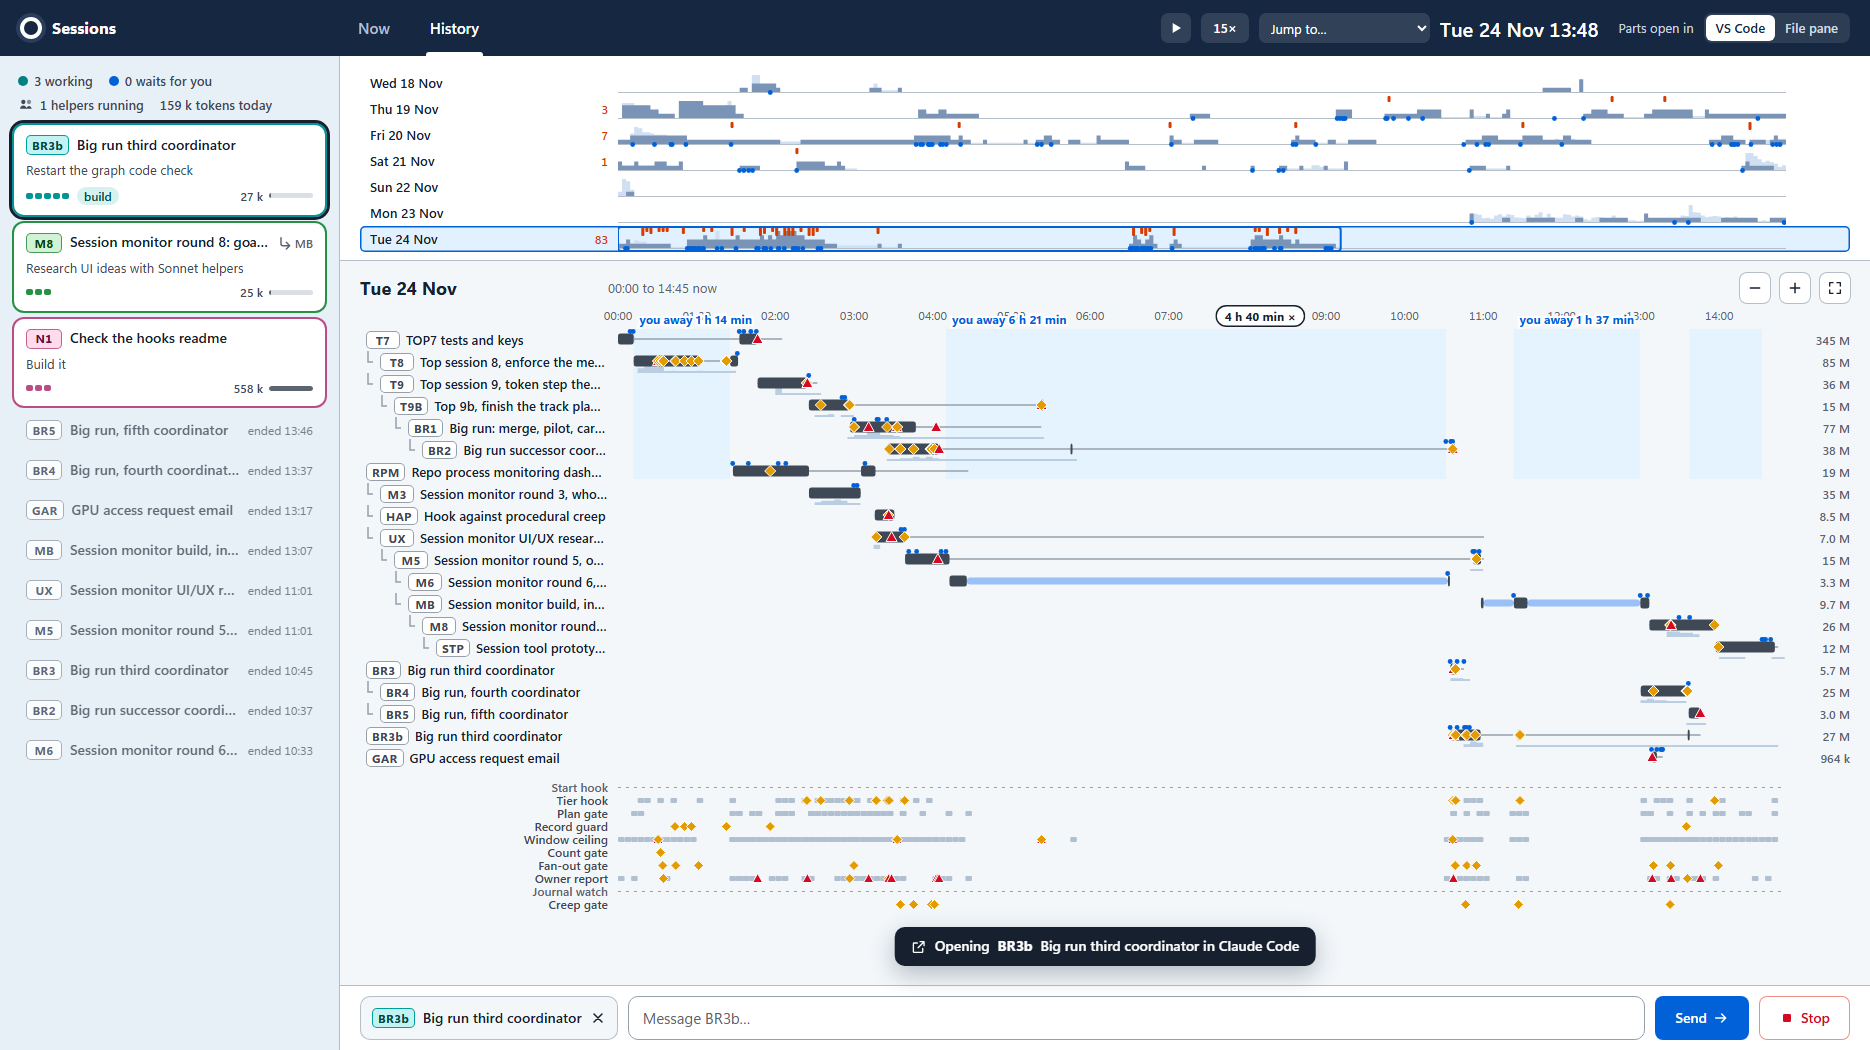 Sessions
Now
History
15×
Jump to...
Tue 24 Nov 13:48
Parts open in
VS Code
File pane
3 working
0 waits for you
1 helpers running
159 k tokens today
BR3b Big run third coordinator
Restart the graph code check
build
27 k
M8 Session monitor round 8: goa... MB
Research UI ideas with Sonnet helpers
25 k
N1 Check the hooks readme
Build it
558 k
BR5 Big run, fifth coordinator ended 13:46
BR4 Big run, fourth coordinat... ended 13:37
GAR GPU access request email ended 13:17
MB Session monitor build, in... ended 13:07
UX Session monitor UI/UX r... ended 11:01
M5 Session monitor round 5... ended 11:01
BR3 Big run third coordinator ended 10:45
BR2 Big run successor coordi... ended 10:37
M6 Session monitor round 6... ended 10:33
Wed 18 Nov
Thu 19 Nov 3
Fri 20 Nov 7
Sat 21 Nov 1
Sun 22 Nov
Mon 23 Nov
Tue 24 Nov 83
Tue 24 Nov
00:00 to 14:45 now
00:00 02:00 03:00 04:00 06:00 07:00 4 h 40 min × 09:00 10:00 11:00 13:00 14:00
you away 1 h 14 min you away 6 h 21 min you away 1 h 37 min
T7 TOP7 tests and keys 345 M
T8 Top session 8, enforce the me... 85 M
T9 Top session 9, token step the... 36 M
T9B Top 9b, finish the track pla... 15 M
BR1 Big run: merge, pilot, car... 77 M
BR2 Big run successor coor... 38 M
RPM Repo process monitoring dash... 19 M
M3 Session monitor round 3, who... 35 M
HAP Hook against procedural creep 8.5 M
UX Session monitor UI/UX resear... 7.0 M
M5 Session monitor round 5, o... 15 M
M6 Session monitor round 6,... 3.3 M
MB Session monitor build, in... 9.7 M
M8 Session monitor round... 26 M
STP Session tool prototy... 12 M
BR3 Big run third coordinator 5.7 M
BR4 Big run, fourth coordinator 25 M
BR5 Big run, fifth coordinator 3.0 M
BR3b Big run third coordinator 27 M
GAR GPU access request email 964 k
Start hook
Tier hook
Plan gate
Record guard
Window ceiling
Count gate
Fan-out gate
Owner report
Journal watch
Creep gate
Opening BR3b Big run third coordinator in Claude Code
BR3b Big run third coordinator ×
Message BR3b...
Send →
Stop